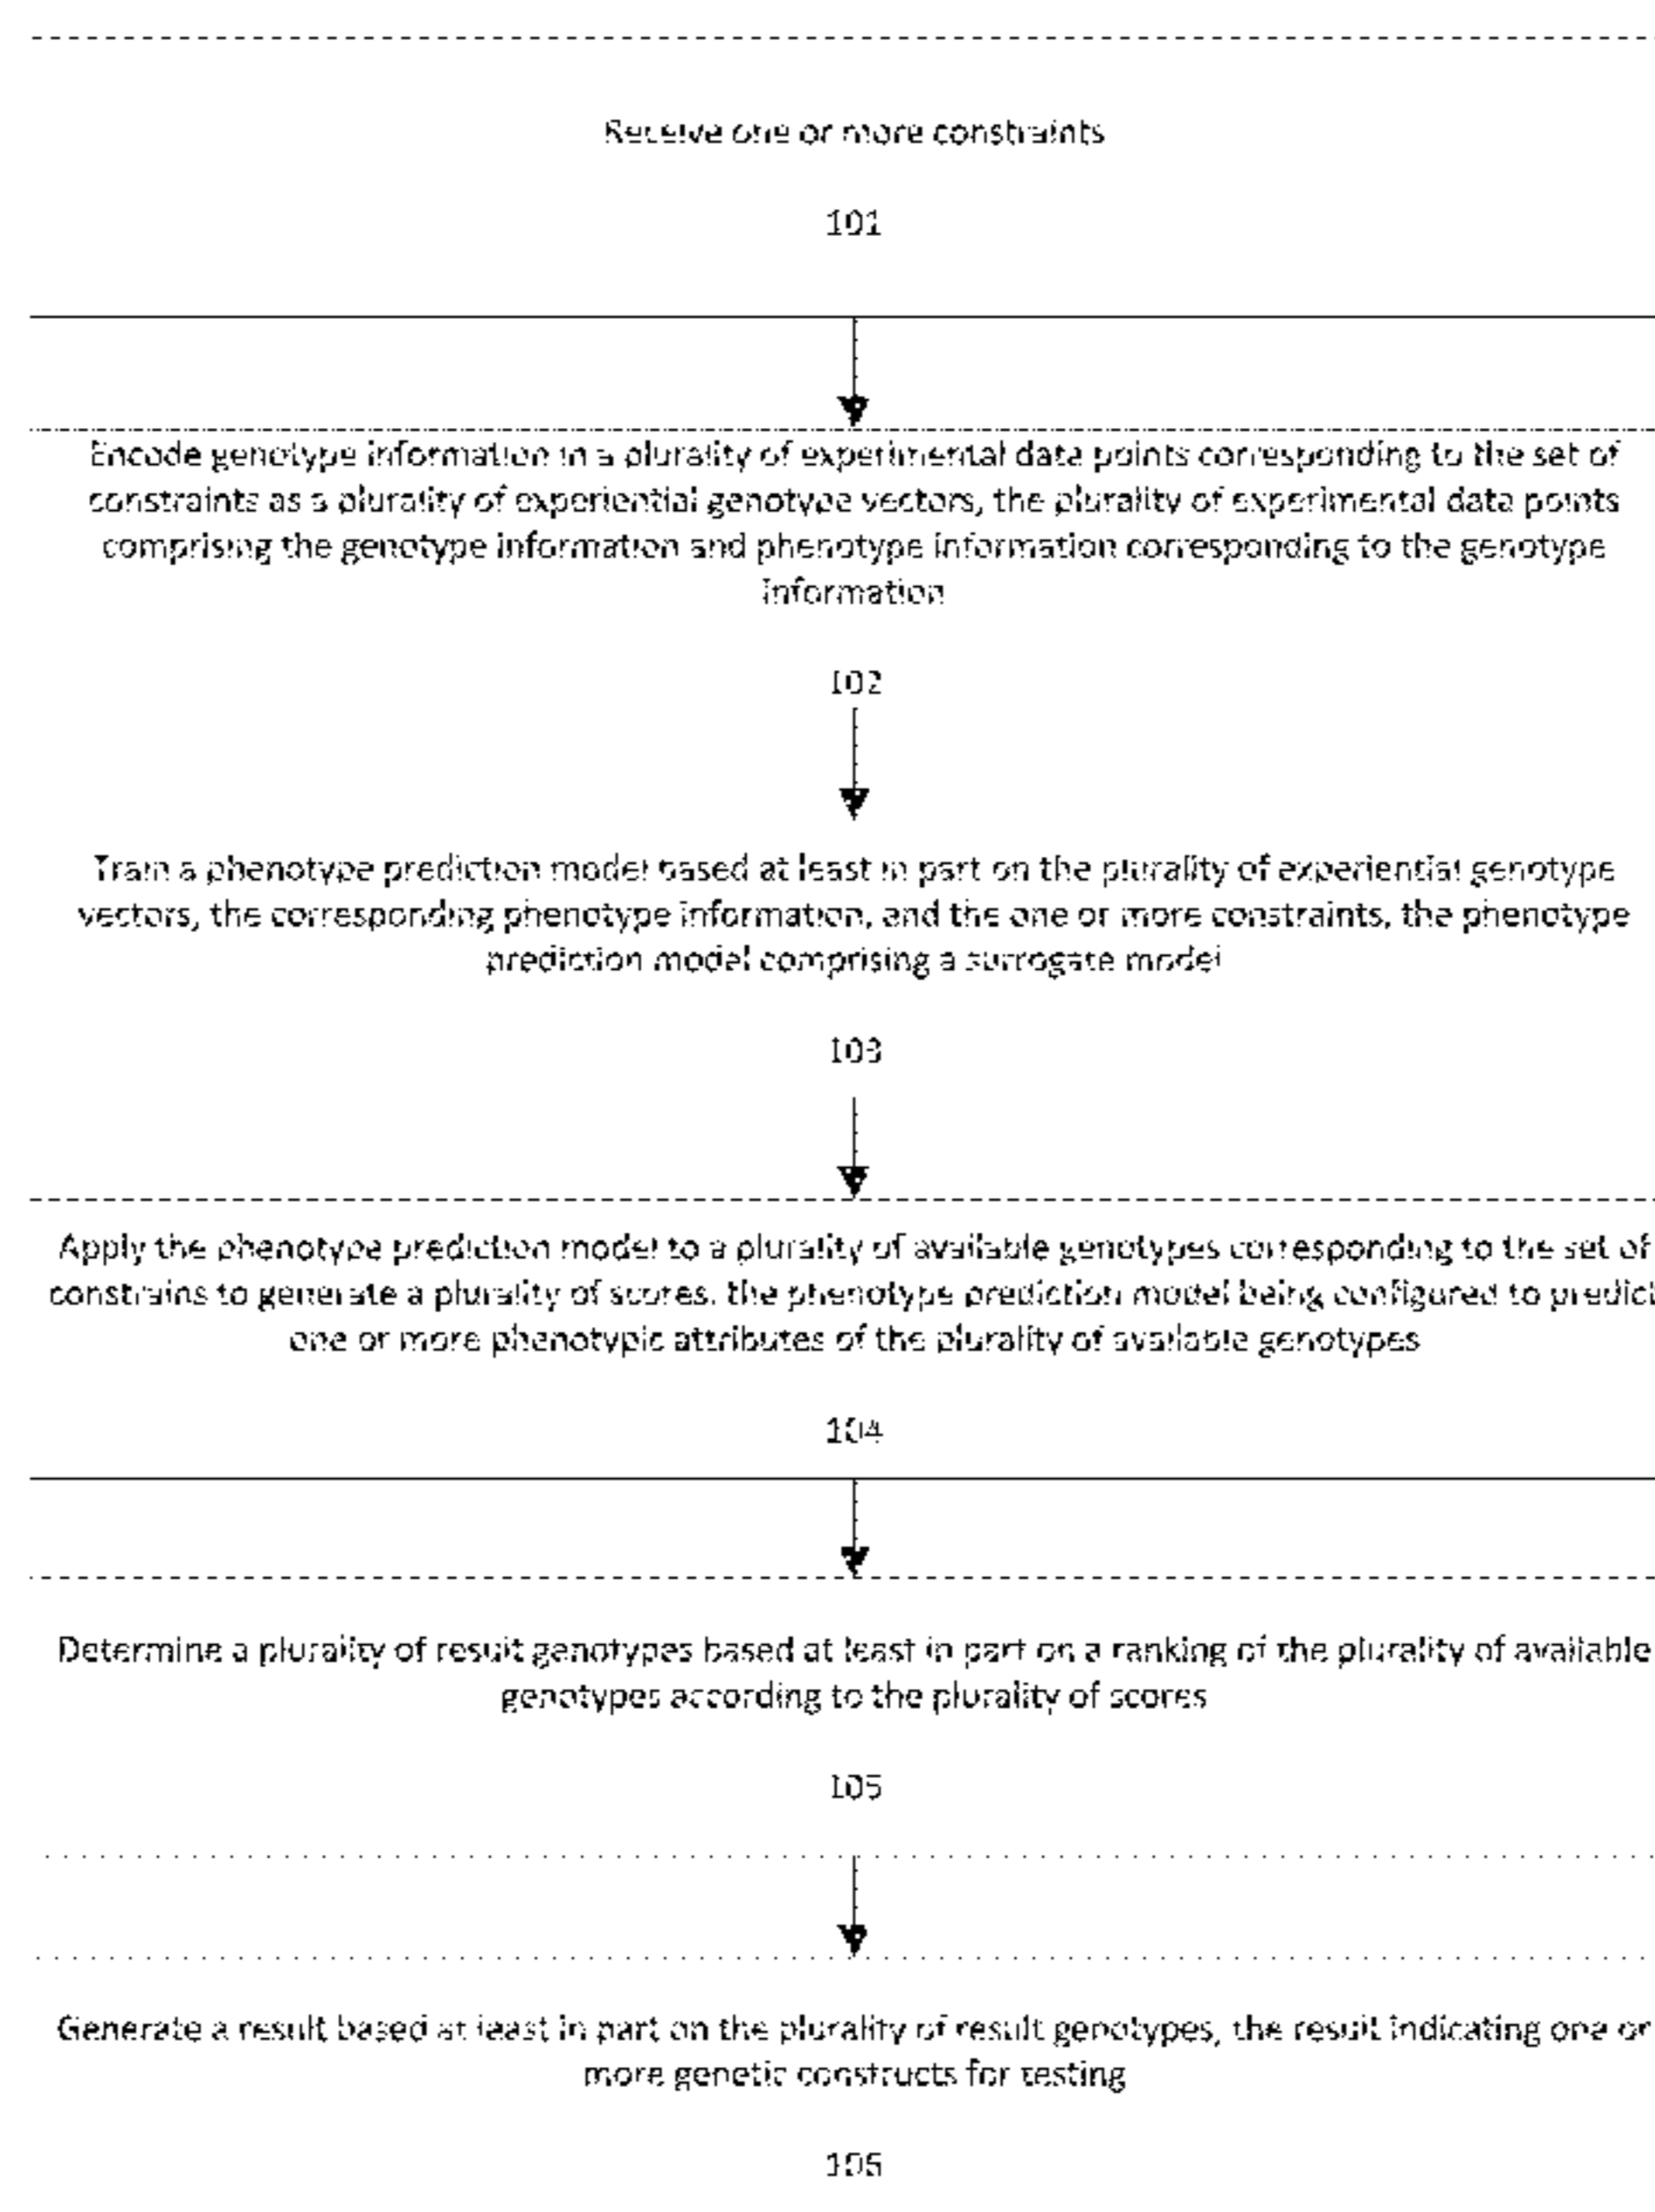 Receive one or more constraints
101
Encode genotype information in a plurality of experimental data points corresponding to the set of
constraints as a plurality of experiential genotype vectors, the plurality of experimental data points
comprising the genotype information and phenotype information corresponding to the genotype
information
102
Train a phenotype prediction model based at least in part on the plurality of experiential genotype
vectors, the corresponding phenotype information, and the one or more constraints, the phenotype
prediction model comprising a surrogate model
103
Apply the phenotype prediction model to a plurality of available genotypes corresponding to the set of
constrains to generate a plurality of scores, the phenotype prediction model being configured to predict
one or more phenotypic attributes of the plurality of available genotypes
104
Determine a plurality of result genotypes based at least in part on a ranking of the plurality of available
genotypes according to the plurality of scores
105
Generate a result based at least in part on the plurality of result genotypes, the result indicating one or
more genetic constructs for testing
106